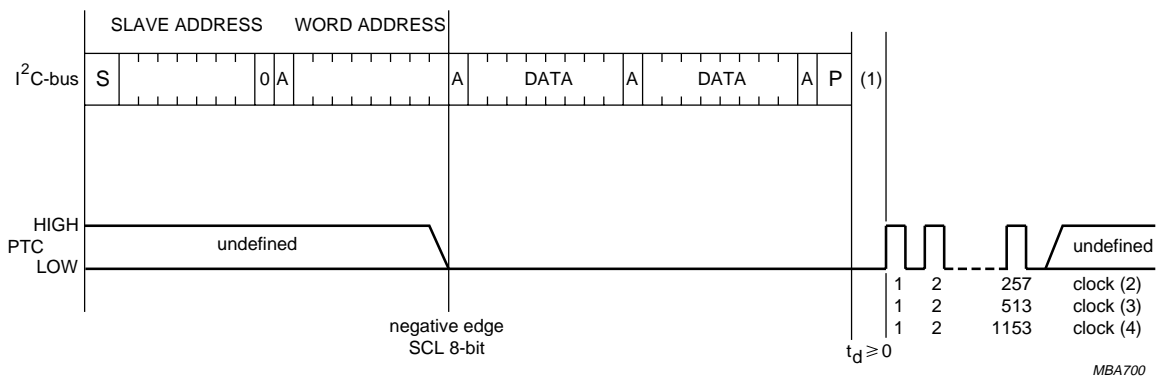 SLAVE ADDRESS WORD ADDRESS
I2C-bus S 0 A A DATA A DATA A P (1)
HIGH
PTC undefined undefined
LOW
1 2 257 clock (2)
1 2 513 clock (3)
1 2 1153 clock (4)
negative edge
SCL 8-bit
td ⩾ 0
MBA700